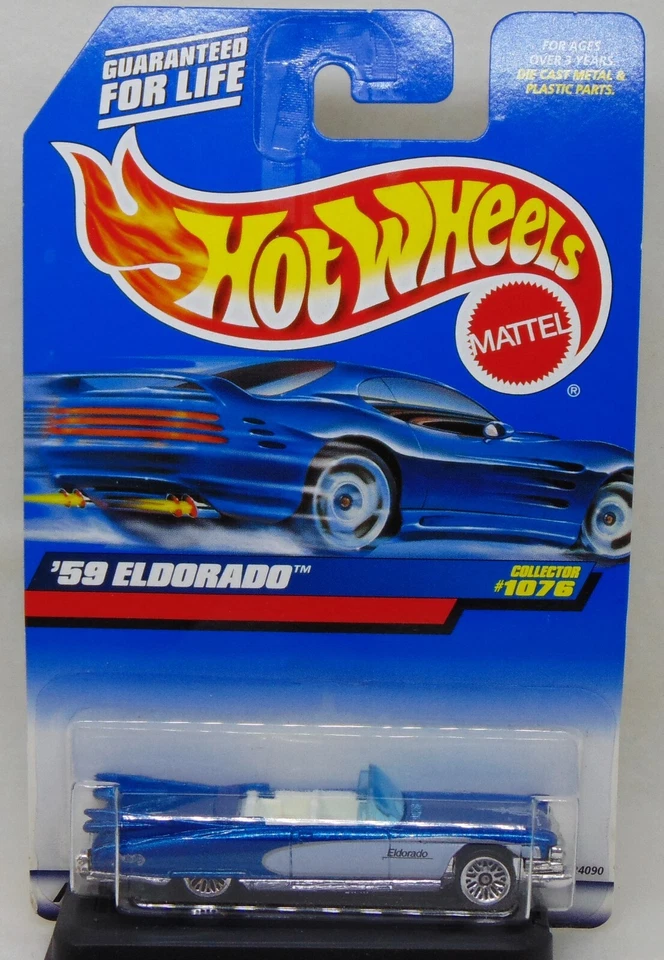 GUARANTEED
FOR LIFE
FOR AGES
OVER 3 YEARS.
DIE CAST METAL &
PLASTIC PARTS.
HOT WHEELS
MATTEL
®
'59 ELDORADO™
COLLECTOR
#1076
Eldorado